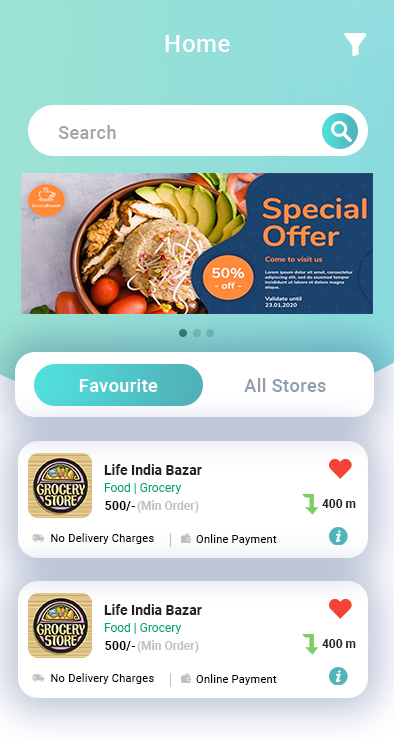 Home
Search
Special
Offer
Come to visit us
50%
- off -
Lorem ipsum dolor sit amet, consectetur
adipiscing elit, sed do eiusmod tempor
incididunt ut labore et dolore magna
aliqua.
Validate until
23.01.2020
Favourite
All Stores
GROCERY
STORE
Life India Bazar
Food | Grocery
500/- (Min Order)
400 m
No Delivery Charges
Online Payment
GROCERY
STORE
Life India Bazar
Food | Grocery
500/- (Min Order)
400 m
No Delivery Charges
Online Payment